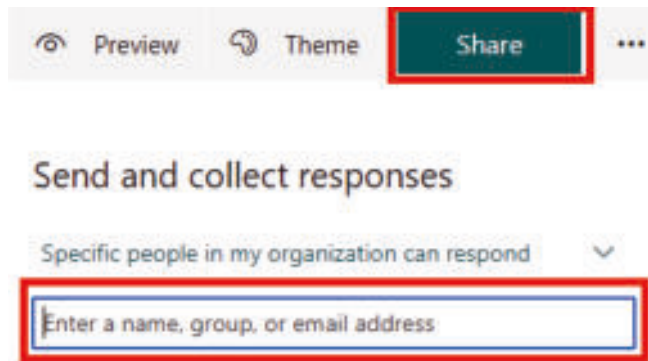 Preview Theme Share ...
Send and collect responses
Specific people in my organization can respond
Enter a name, group, or email address